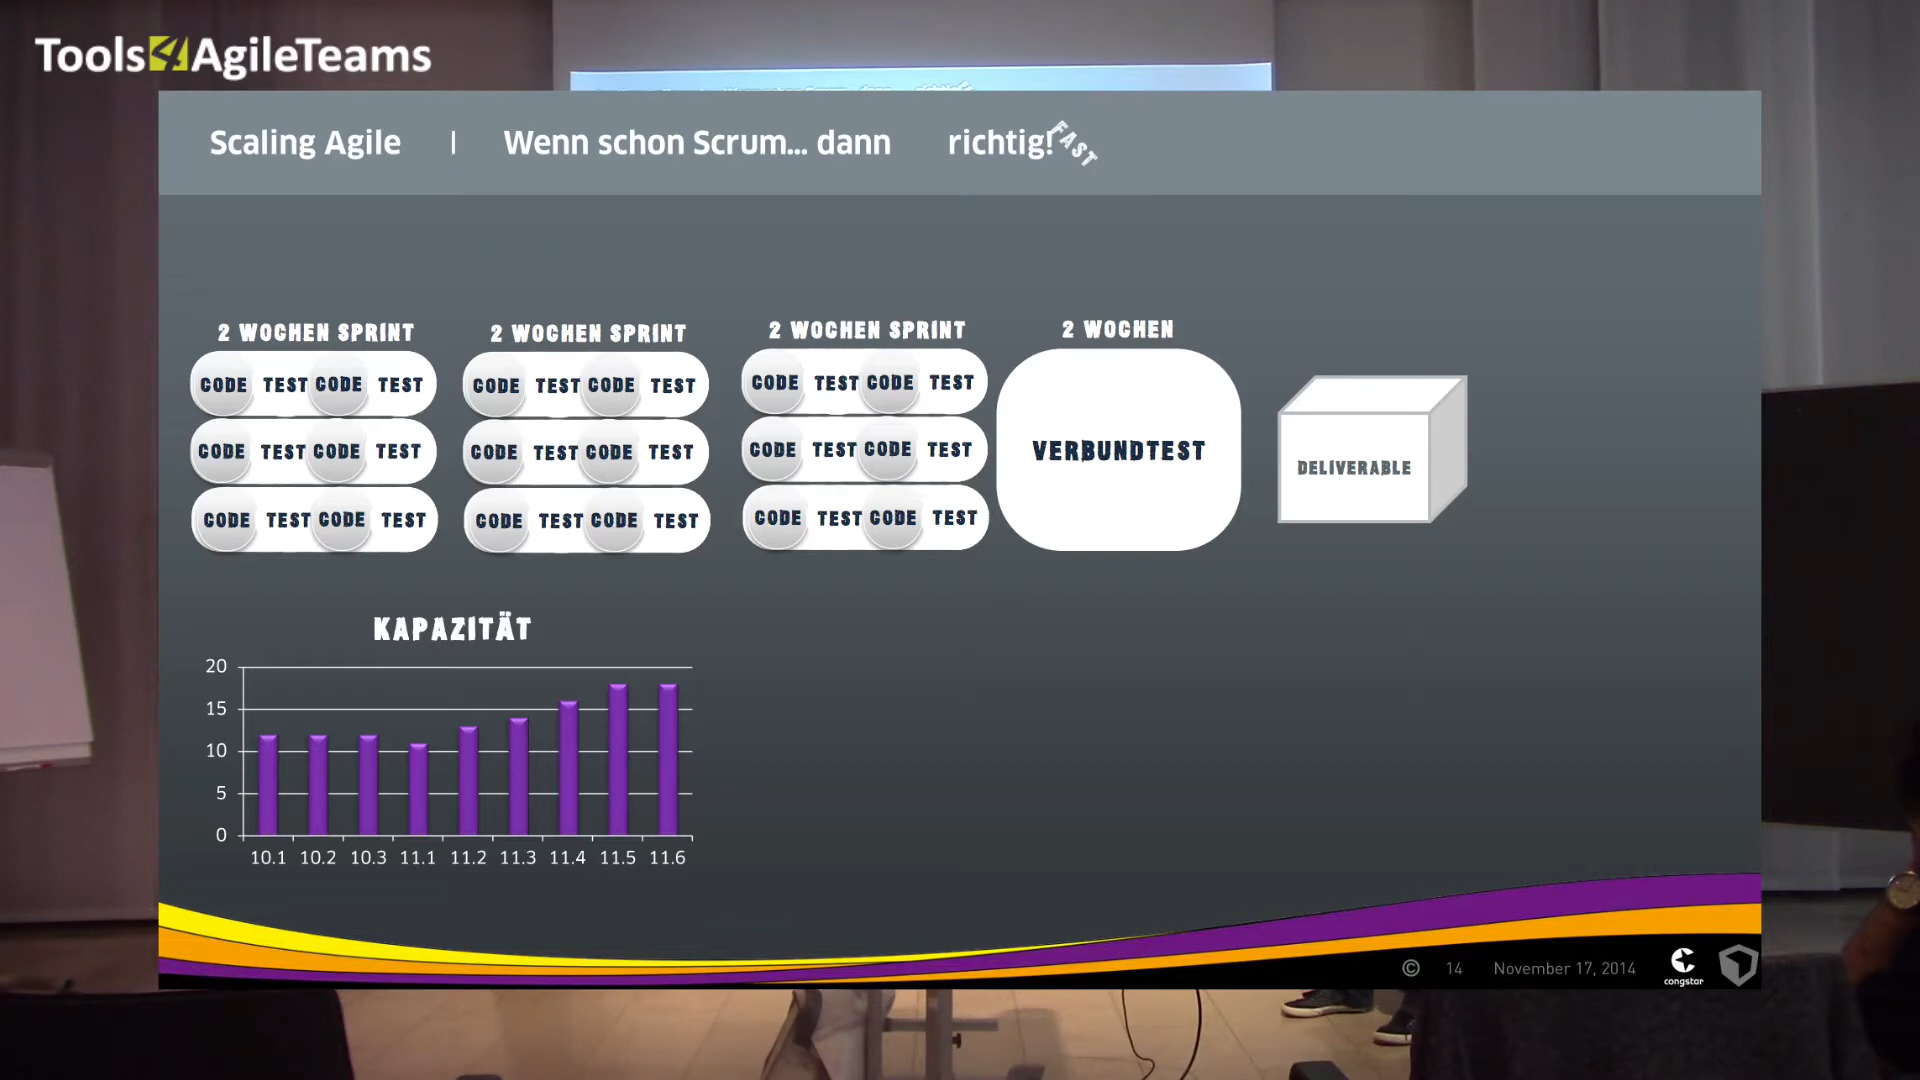 Tools4AgileTeams
Scaling Agile | Wenn schon Scrum... dann FAST richtig!
2 WOCHEN SPRINT 2 WOCHEN SPRINT 2 WOCHEN SPRINT 2 WOCHEN
CODE TEST CODE TEST CODE TEST CODE TEST CODE TEST CODE TEST
CODE TEST CODE TEST CODE TEST CODE TEST CODE TEST CODE TEST
VERBUNDTEST
DELIVERABLE
CODE TEST CODE TEST CODE TEST CODE TEST CODE TEST CODE TEST
KAPAZITÄT
20
15
10
5
0
10.1 10.2 10.3 11.1 11.2 11.3 11.4 11.5 11.6
© 14 November 17, 2014
congstar